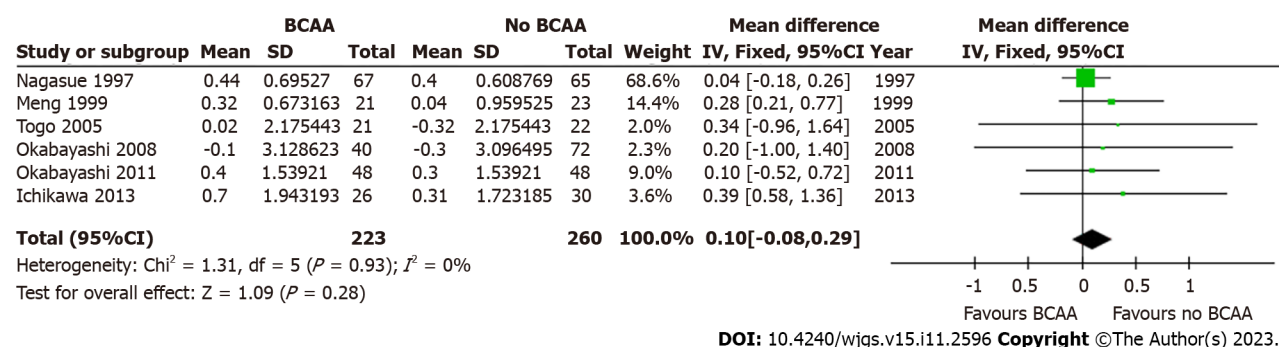 BCAA No BCAA Mean difference Mean difference
Study or subgroup Mean SD Total Mean SD Total Weight IV, Fixed, 95%CI Year IV, Fixed, 95%CI
Nagasue 1997 0.44 0.69527 67 0.4 0.608769 65 68.6% 0.04 [-0.18, 0.26] 1997
Meng 1999 0.32 0.673163 21 0.04 0.959525 23 14.4% 0.28 [0.21, 0.77] 1999
Togo 2005 0.02 2.175443 21 -0.32 2.175443 22 2.0% 0.34 [-0.96, 1.64] 2005
Okabayashi 2008 -0.1 3.128623 40 -0.3 3.096495 72 2.3% 0.20 [-1.00, 1.40] 2008
Okabayashi 2011 0.4 1.53921 48 0.3 1.53921 48 9.0% 0.10 [-0.52, 0.72] 2011
Ichikawa 2013 0.7 1.943193 26 0.31 1.723185 30 3.6% 0.39 [0.58, 1.36] 2013
Total (95%CI) 223 260 100.0% 0.10[-0.08,0.29]
Heterogeneity: Chi² = 1.31, df = 5 (P = 0.93); I² = 0%
Test for overall effect: Z = 1.09 (P = 0.28)
-1 0.5 0 0.5 1
Favours BCAA Favours no BCAA
DOI: 10.4240/wjgs.v15.i11.2596 Copyright ©The Author(s) 2023.